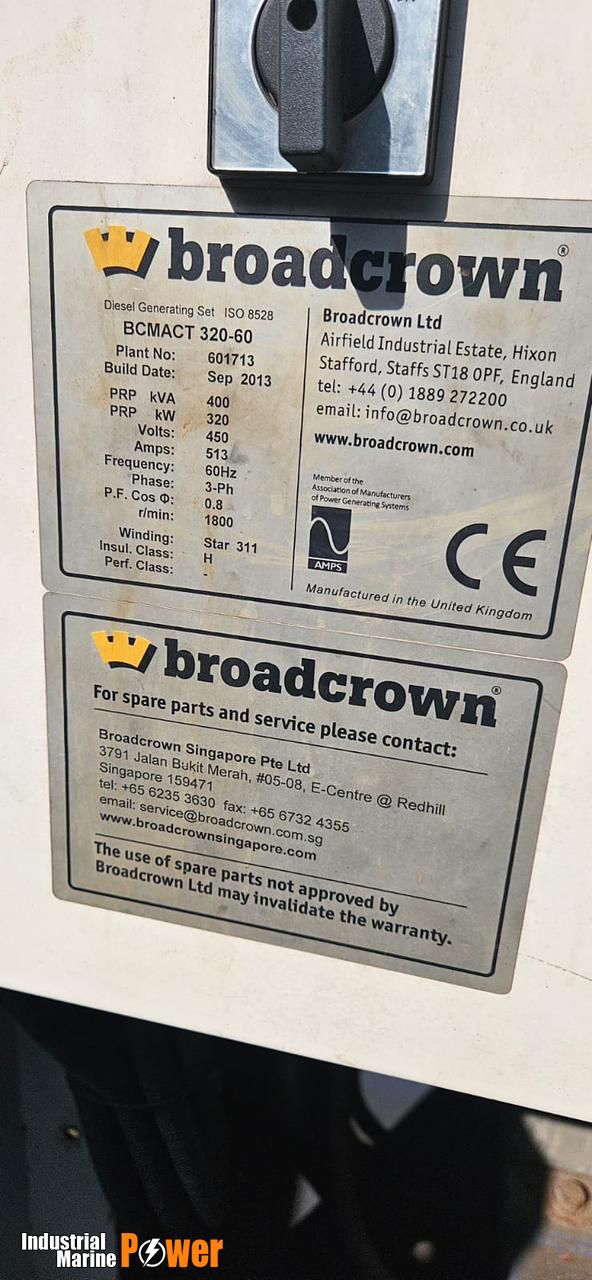 broadcrown®
Diesel Generating Set ISO 8528
BCMACT 320-60
Plant No: 601713
Build Date: Sep 2013
PRP kVA 400
PRP kW 320
Volts: 450
Amps: 513
Frequency: 60Hz
Phase: 3-Ph
P.F. Cos Φ: 0.8
r/min: 1800
Winding: Star 311
Insul. Class: H
Perf. Class: -
Broadcrown Ltd
Airfield Industrial Estate, Hixon
Stafford, Staffs ST18 0PF, England
tel: +44 (0) 1889 272200
email: info@broadcrown.co.uk
www.broadcrown.com
Member of the
Association of Manufacturers
of Power Generating Systems
AMPS
CE
Manufactured in the United Kingdom
broadcrown®
For spare parts and service please contact:
Broadcrown Singapore Pte Ltd
3791 Jalan Bukit Merah, #05-08, E-Centre @ Redhill
Singapore 159471
tel: +65 6235 3630 fax: +65 6732 4355
email: service@broadcrown.com.sg
www.broadcrownsingapore.com
The use of spare parts not approved by
Broadcrown Ltd may invalidate the warranty.
Industrial
Marine Power